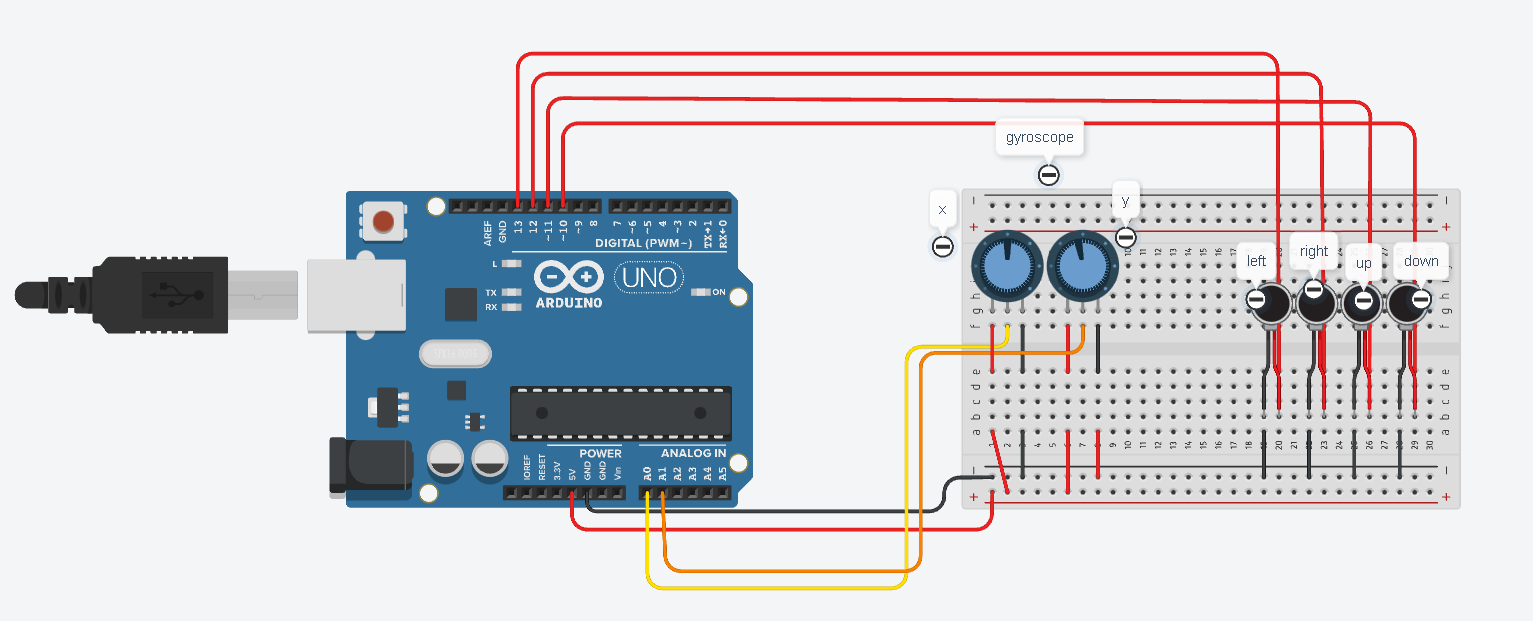 gyroscope
x
y
left
right
up
down
AREF
GND
13
12
~11
~10
~9
8
7
~6
~5
4
~3
2
TX→1
RX←0
DIGITAL (PWM~)
L
TX
RX
ARDUINO
UNO
ON
IOREF
RESET
3.3V
5V
GND
GND
Vin
POWER
ANALOG IN
A0
A1
A2
A3
A4
A5